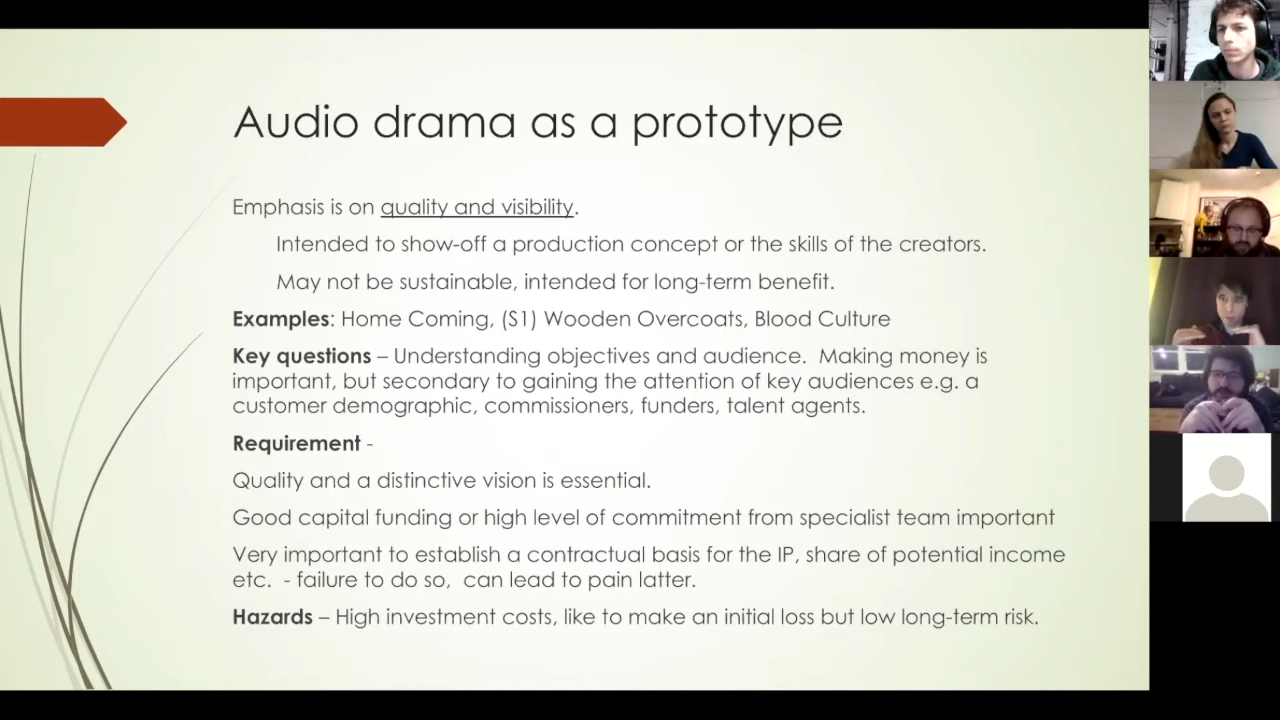 Audio drama as a prototype
Emphasis is on quality and visibility.
Intended to show-off a production concept or the skills of the creators.
May not be sustainable, intended for long-term benefit.
Examples: Home Coming, (S1) Wooden Overcoats, Blood Culture
Key questions – Understanding objectives and audience.  Making money is
important, but secondary to gaining the attention of key audiences e.g. a
customer demographic, commissioners, funders, talent agents.
Requirement -
Quality and a distinctive vision is essential.
Good capital funding or high level of commitment from specialist team important
Very important to establish a contractual basis for the IP, share of potential income
etc.  - failure to do so,  can lead to pain latter.
Hazards – High investment costs, like to make an initial loss but low long-term risk.